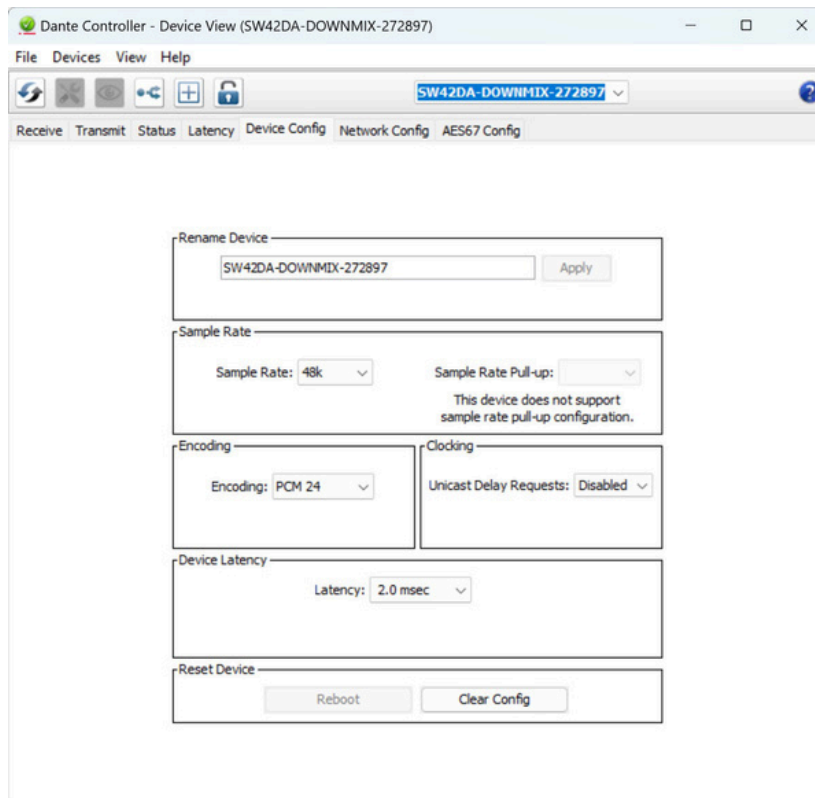 Dante Controller - Device View (SW42DA-DOWNMIX-272897)
File Devices View Help
SW42DA-DOWNMIX-272897
?
Receive Transmit Status Latency Device Config Network Config AES67 Config
Rename Device
SW42DA-DOWNMIX-272897 Apply
Sample Rate
Sample Rate: 48k Sample Rate Pull-up:
This device does not support
sample rate pull-up configuration.
Encoding Clocking
Encoding: PCM 24 Unicast Delay Requests: Disabled
Device Latency
Latency: 2.0 msec
Reset Device
Reboot Clear Config